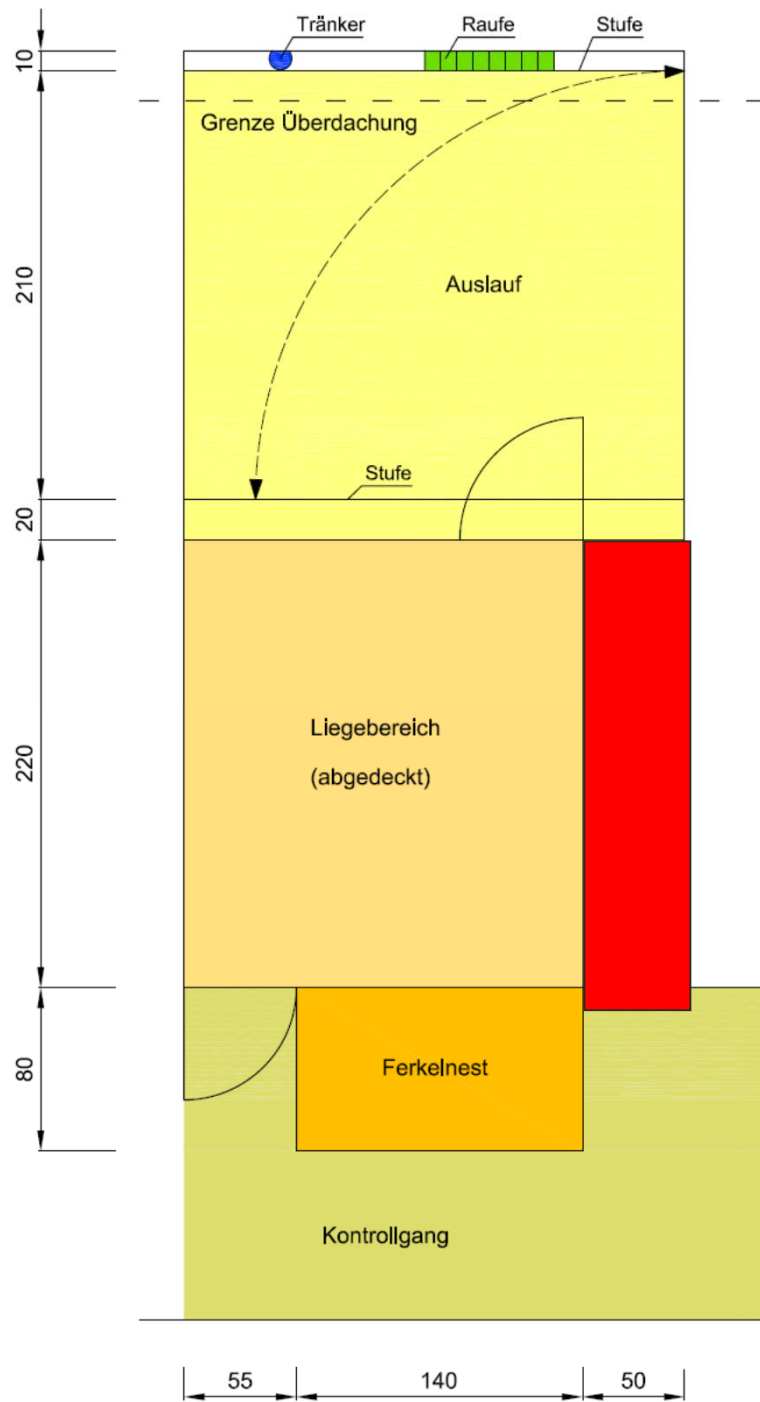 Tränker
Raufe
Stufe
10
Grenze Überdachung
210
Auslauf
Stufe
20
Liegebereich
(abgedeckt)
220
Ferkelnest
80
Kontrollgang
55
140
50